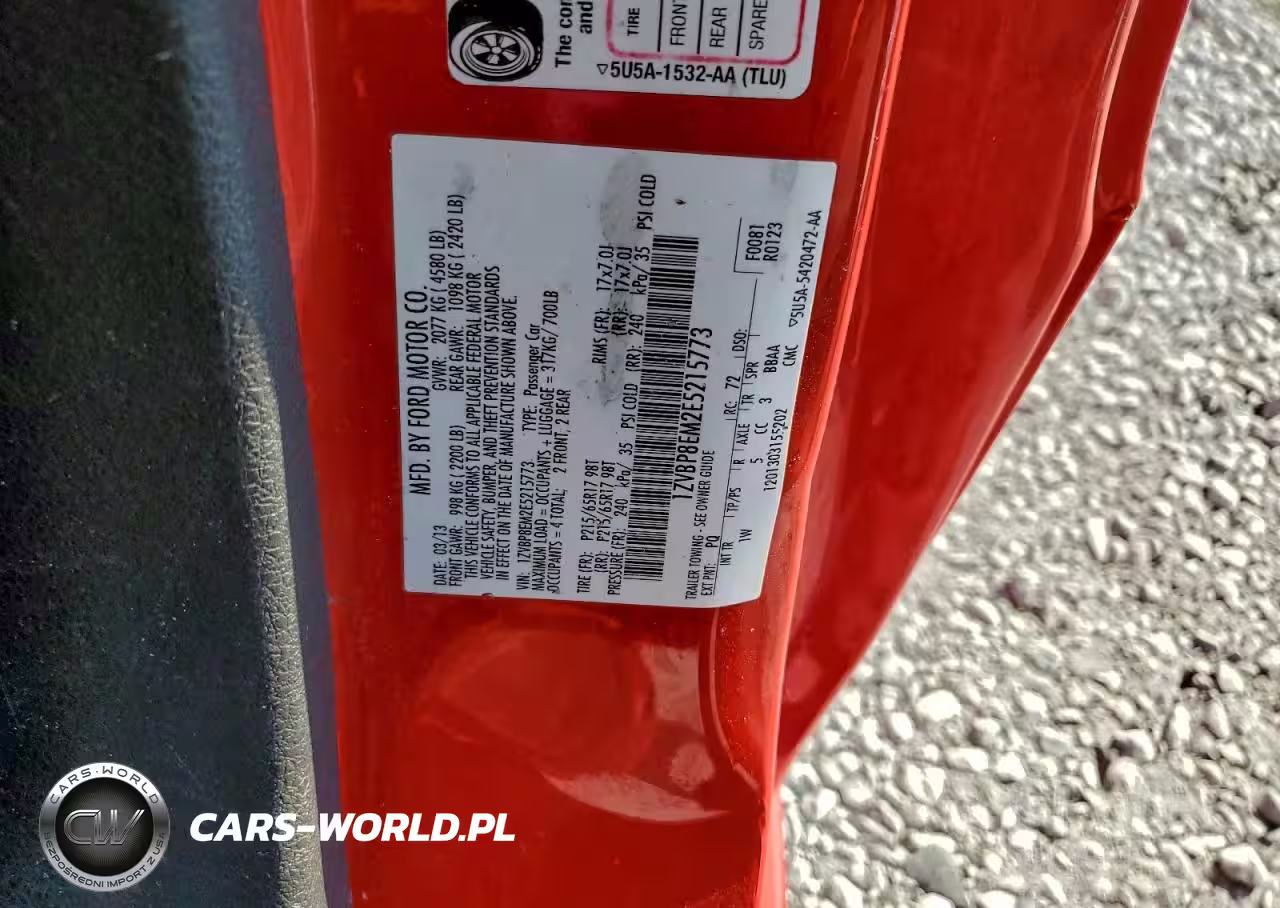 The con
and
TIRE
FRONT
REAR
SPARE
▽5U5A-1532-AA (TLU)
MFD. BY FORD MOTOR CO.
DATE: 03/13 GVWR: 2077 KG ( 4580 LB)
FRONT GAWR: 998 KG ( 2200 LB) REAR GAWR: 1098 KG ( 2420 LB)
THIS VEHICLE CONFORMS TO ALL APPLICABLE FEDERAL MOTOR
VEHICLE SAFETY, BUMPER, AND THEFT PREVENTION STANDARDS
IN EFFECT ON THE DATE OF MANUFACTURE SHOWN ABOVE.
VIN: 1ZVBP8EM2E5215773 TYPE: Passenger Car
MAXIMUM LOAD = OCCUPANTS + LUGGAGE = 317KG/ 700LB
OCCUPANTS = 4 TOTAL; 2 FRONT, 2 REAR
TIRE (FR): P215/65R17 98T RIMS (FR): 17x7.0J
(RR): P215/65R17 98T (RR): 17x7.0J
PRESSURE (FR): 240 kPa/ 35 PSI COLD (RR): 240 kPa/ 35 PSI COLD
1ZVBP8EM2E5215773
TRAILER TOWING - SEE OWNER GUIDE
EXT PNT: PQ RC: 72 DSO: F0081
R0123
INT TR TP/PS R AXLE TR SPR
1W 5 CC 3 BBAA
1201303155202 CMC ▽5U5A-5420472-AA
CARS-WORLD
CW
BEZPOŚREDNI IMPORT Z USA
CARS-WORLD.PL